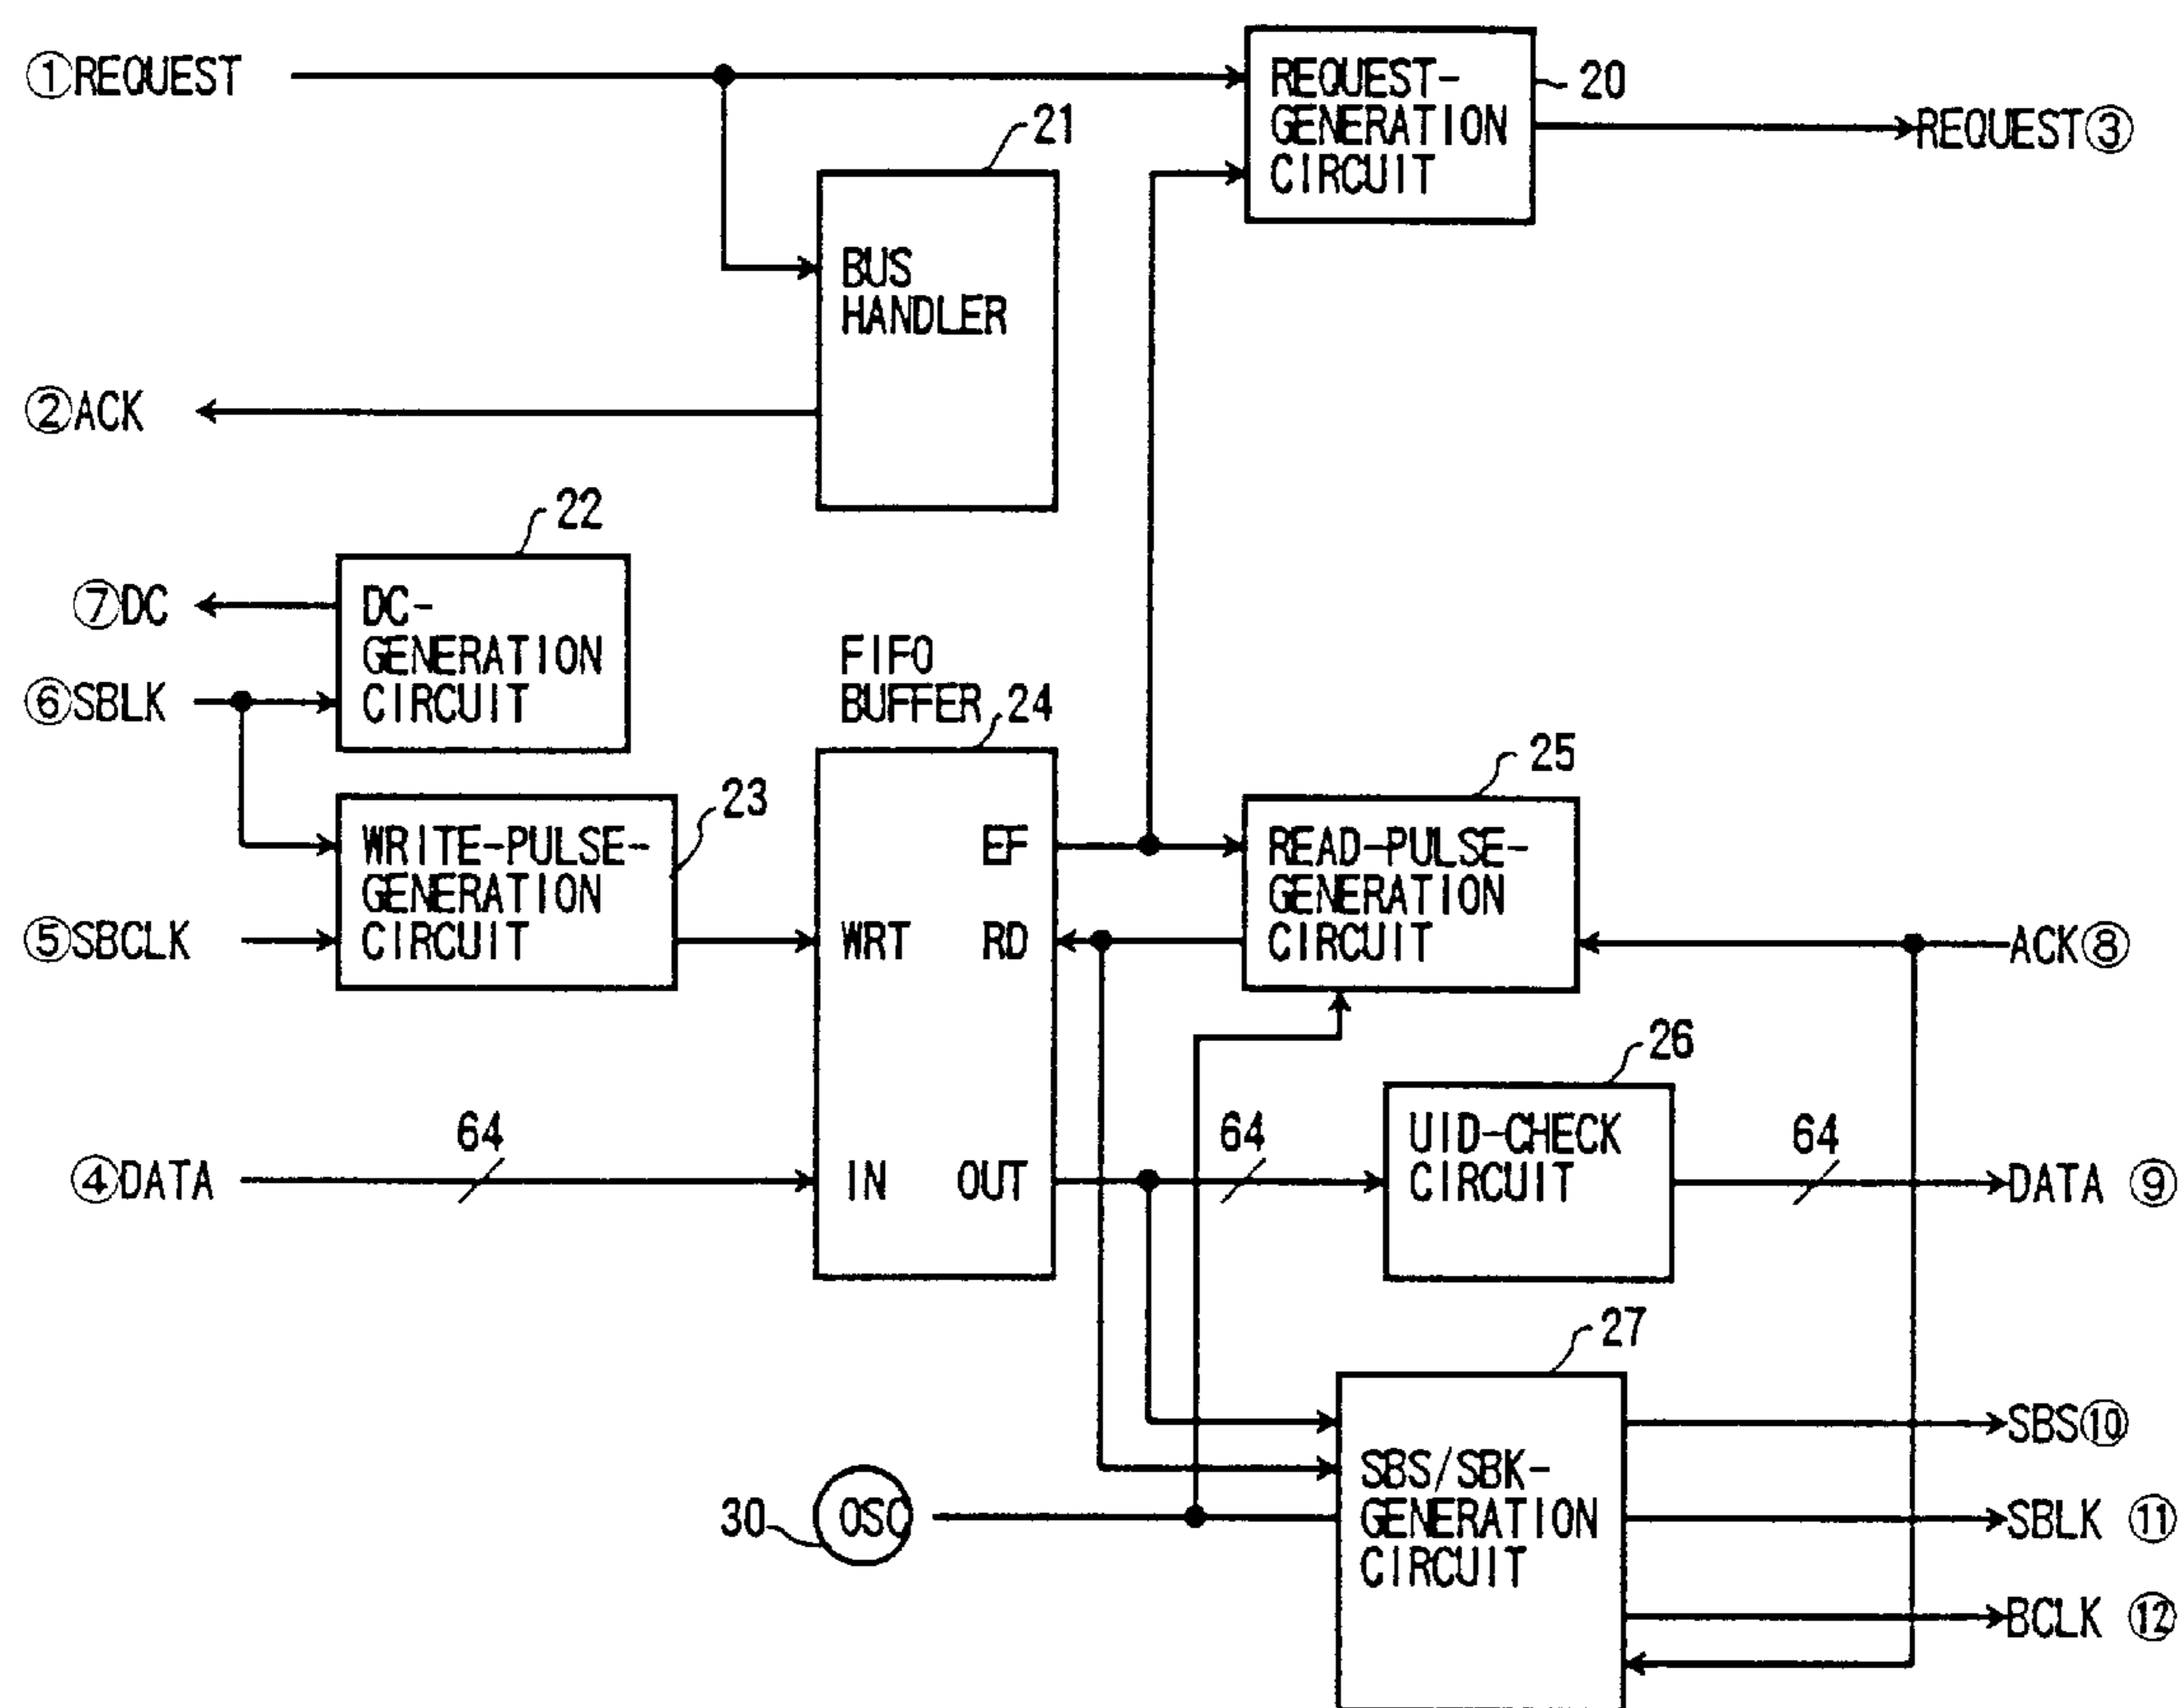 ①REQUEST
REQUEST-
GENERATION
CIRCUIT
20
REQUEST③
21
BUS
HANDLER
②ACK
22
⑦DC
DC-
GENERATION
CIRCUIT
⑥SBLK
FIFO
BUFFER
24
23
WRITE-PULSE-
GENERATION
CIRCUIT
⑤SBCLK
EF
WRT
RD
25
READ-PULSE-
GENERATION
CIRCUIT
ACK⑧
26
④DATA
64
IN
OUT
64
UID-CHECK
CIRCUIT
64
DATA ⑨
27
SBS/SBK-
GENERATION
CIRCUIT
30
OSC
SBS⑩
SBLK ⑪
BCLK ⑫